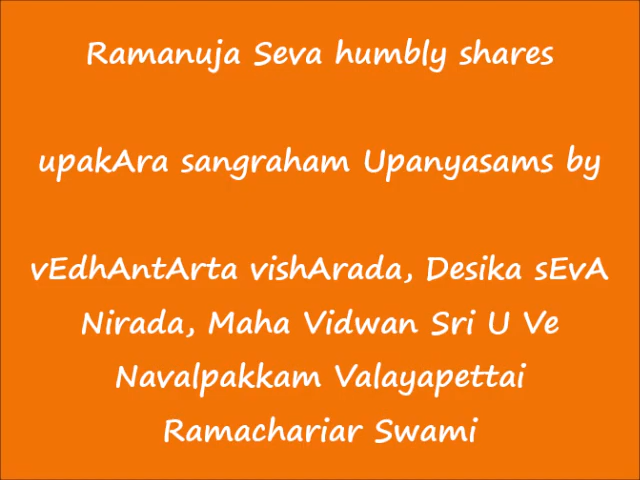 Ramanuja Seva humbly shares
upakAra sangraham Upanyasams by
vEdhAntArta vishArada, Desika sEvA
Nirada, Maha Vidwan Sri U Ve
Navalpakkam Valayapettai
Ramachariar Swami